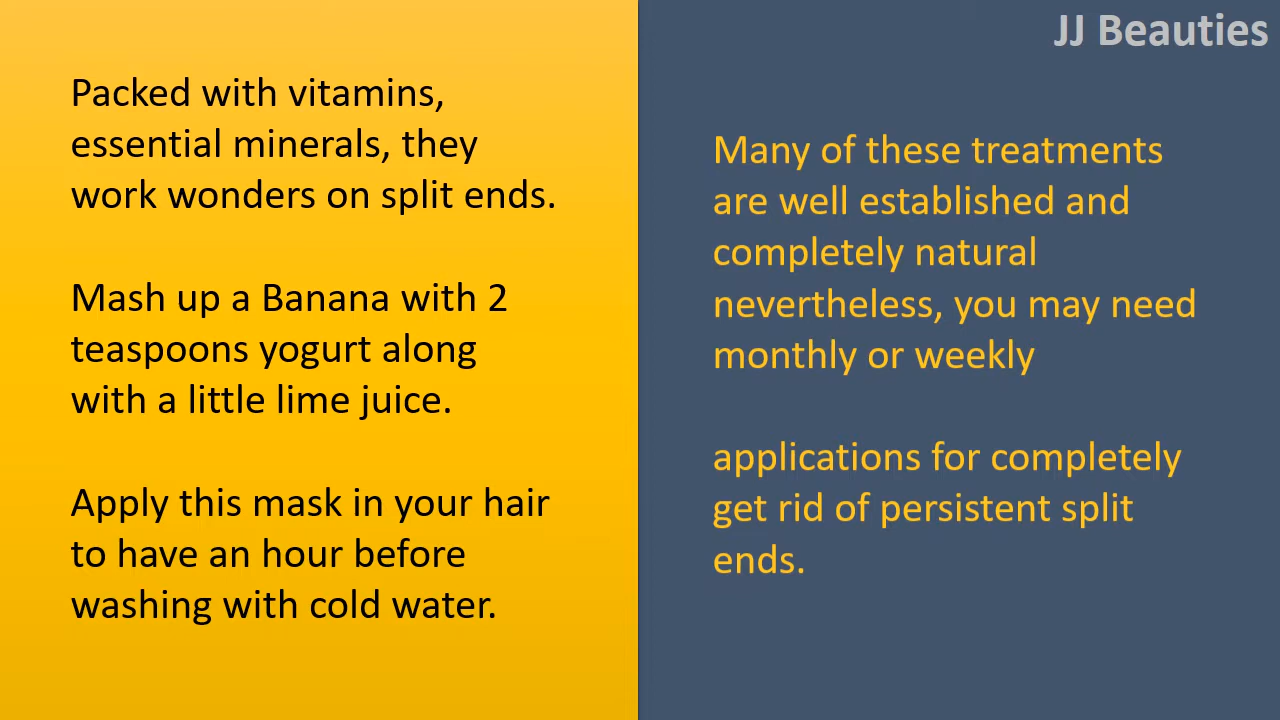 JJ Beauties
Packed with vitamins,
essential minerals, they
work wonders on split ends.
Mash up a Banana with 2
teaspoons yogurt along
with a little lime juice.
Apply this mask in your hair
to have an hour before
washing with cold water.
Many of these treatments
are well established and
completely natural
nevertheless, you may need
monthly or weekly
applications for completely
get rid of persistent split
ends.